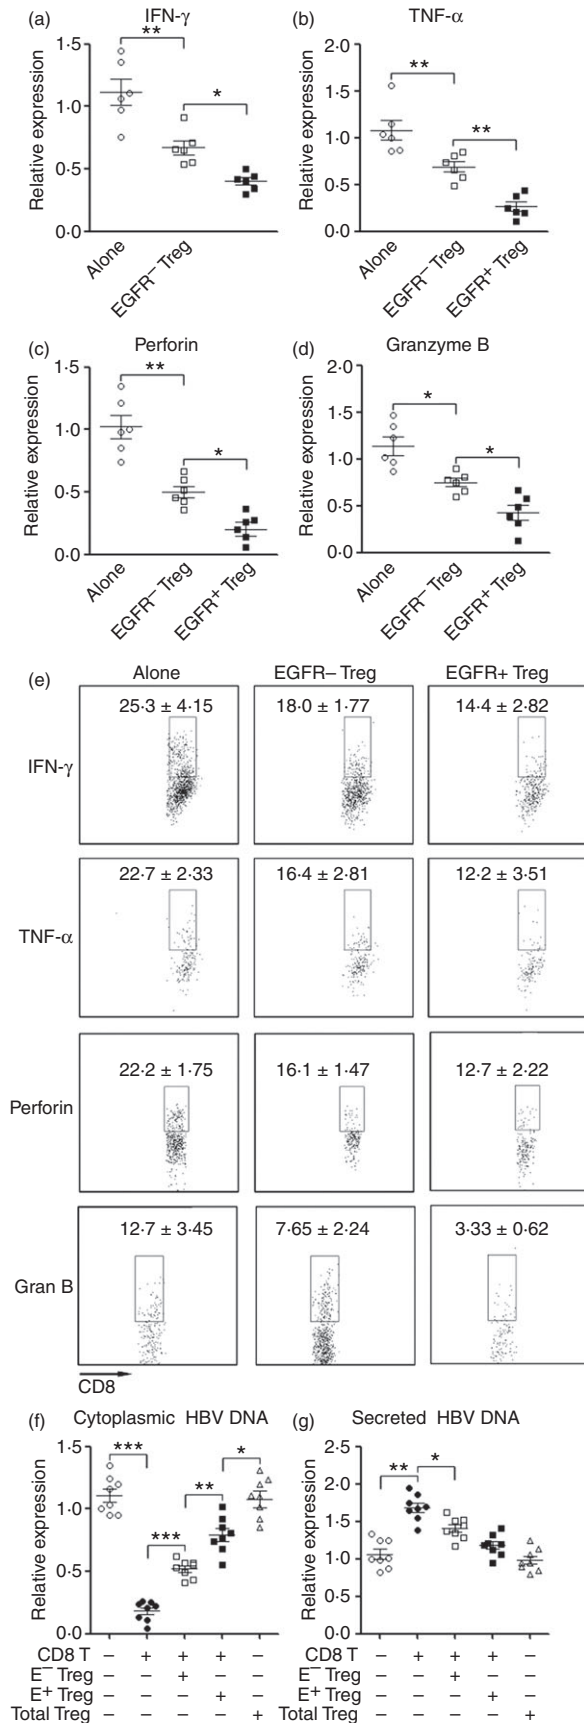 (a) IFN-γ
** *
Relative expression
1·5
1·0
0·5
0·0
Alone
EGFR– Treg
(b) TNF-α
** **
Relative expression
2·0
1·5
1·0
0·5
0·0
Alone
EGFR– Treg
EGFR+ Treg
(c) Perforin
** *
Relative expression
1·5
1·0
0·5
0·0
Alone
EGFR– Treg
EGFR+ Treg
(d) Granzyme B
* *
Relative expression
2·0
1·5
1·0
0·5
0·0
Alone
EGFR– Treg
EGFR+ Treg
(e) Alone EGFR– Treg EGFR+ Treg
25·3 ± 4·15 18·0 ± 1·77 14·4 ± 2·82
IFN-γ
22·7 ± 2·33 16·4 ± 2·81 12·2 ± 3·51
TNF-α
22·2 ± 1·75 16·1 ± 1·47 12·7 ± 2·22
Perforin
12·7 ± 3·45 7·65 ± 2·24 3·33 ± 0·62
Gran B
CD8
(f) Cytoplasmic HBV DNA
*** *** ** *
Relative expression
1·5
1·0
0·5
0·0
(g) Secreted HBV DNA
** *
Relative expression
2·5
2·0
1·5
1·0
0·5
0·0
CD8 T – + + + – – + + + –
E– Treg – – + – – – – + – –
E+ Treg – – – + – – – – + –
Total Treg – – – – + – – – – +